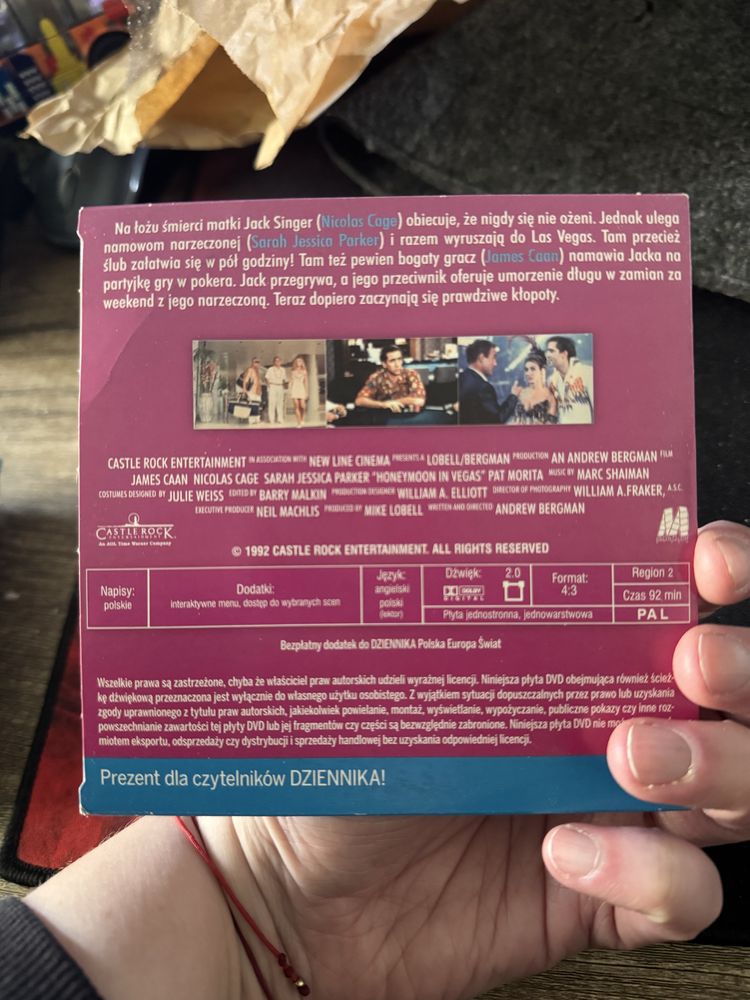 Na łożu śmierci matki Jack Singer (Nicolas Cage) obiecuje, że nigdy się nie ożeni. Jednak ulega
namowom narzeczonej (Sarah Jessica Parker) i razem wyruszają do Las Vegas. Tam przecież
ślub załatwia się w pół godziny! Tam też pewien bogaty gracz (James Caan) namawia Jacka na
partyjkę gry w pokera. Jack przegrywa, a jego przeciwnik oferuje umorzenie długu w zamian za
weekend z jego narzeczoną. Teraz dopiero zaczynają się prawdziwe kłopoty.
CASTLE ROCK ENTERTAINMENT IN ASSOCIATION WITH NEW LINE CINEMA PRESENTS A LOBELL/BERGMAN PRODUCTION AN ANDREW BERGMAN FILM
JAMES CAAN NICOLAS CAGE SARAH JESSICA PARKER "HONEYMOON IN VEGAS" PAT MORITA MUSIC BY MARC SHAIMAN
COSTUMES DESIGNED BY JULIE WEISS EDITED BY BARRY MALKIN PRODUCTION DESIGNER WILLIAM A. ELLIOTT DIRECTOR OF PHOTOGRAPHY WILLIAM A.FRAKER, A.S.C.
EXECUTIVE PRODUCER NEIL MACHLIS PRODUCED BY MIKE LOBELL WRITTEN AND DIRECTED ANDREW BERGMAN
CASTLE ROCK
ENTERTAINMENT
An AOL Time Warner Company
© 1992 CASTLE ROCK ENTERTAINMENT. ALL RIGHTS RESERVED
Napisy:
polskie
Dodatki:
interaktywne menu, dostęp do wybranych scen
Język:
angielski
polski
(lektor)
Dźwięk: 2.0
DOLBY
DIGITAL
Format:
4:3
Płyta jednostronna, jednowarstwowa
Region 2
Czas 92 min
PAL
Bezpłatny dodatek do DZIENNIKA Polska Europa Świat
Wszelkie prawa są zastrzeżone, chyba że właściciel praw autorskich udzieli wyraźnej licencji. Niniejsza płyta DVD obejmująca również ścież-
kę dźwiękową przeznaczona jest wyłącznie do własnego użytku osobistego. Z wyjątkiem sytuacji dopuszczalnych przez prawo lub uzyskania
zgody uprawnionego z tytułu praw autorskich, jakiekolwiek powielanie, montaż, wyświetlanie, wypożyczanie, publiczne pokazy czy inne roz-
powszechnianie zawartości tej płyty DVD lub jej fragmentów czy części są bezwzględnie zabronione. Niniejsza płyta DVD nie
miotem eksportu, odsprzedaży czy dystrybucji i sprzedaży handlowej bez uzyskania odpowiedniej licencji.
Prezent dla czytelników DZIENNIKA!